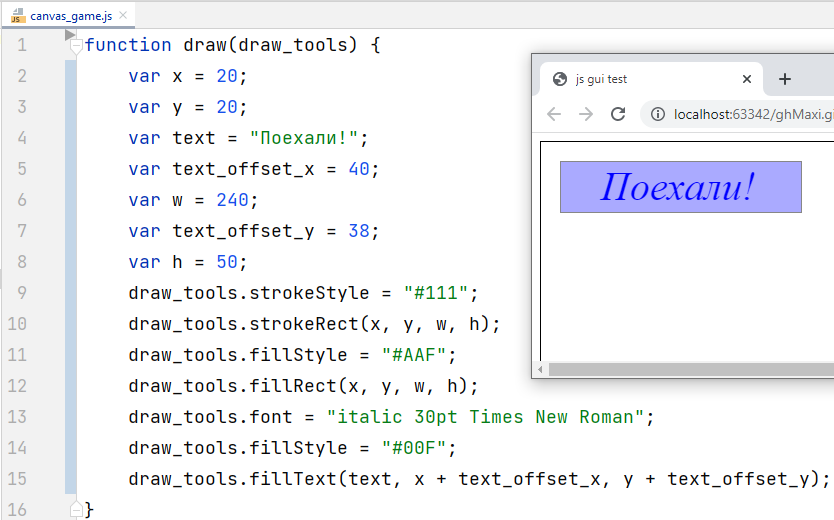 canvas_game.js
1 function draw(draw_tools) {
2 var x = 20;
3 var y = 20;
4 var text = "Поехали!";
5 var text_offset_x = 40;
6 var w = 240;
7 var text_offset_y = 38;
8 var h = 50;
9 draw_tools.strokeStyle = "#111";
10 draw_tools.strokeRect(x, y, w, h);
11 draw_tools.fillStyle = "#AAF";
12 draw_tools.fillRect(x, y, w, h);
13 draw_tools.font = "italic 30pt Times New Roman";
14 draw_tools.fillStyle = "#00F";
15 draw_tools.fillText(text, x + text_offset_x, y + text_offset_y);
16 }
js gui test
localhost:63342/ghMaxi.gi
Поехали!